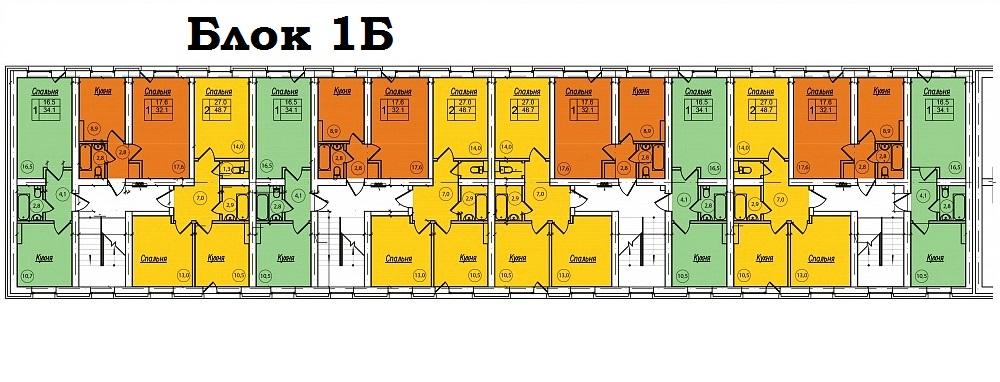 Блок 1Б
Спальня Кухня Спальня Спальня Спальня Кухня Спальня Спальня Спальня Спальня Кухня Спальня Спальня Спальня Кухня Спальня
16.5 17.6 27.0 16.5 17.6 27.0 27.0 17.6 16.5 27.0 17.6 16.5
1 34.1 1 32.1 2 48.7 1 34.1 1 32.1 2 48.7 2 48.7 1 32.1 1 34.1 2 48.7 1 32.1 1 34.1
8,9 8,9 8,9 8,9
2,8 14,0 14,0 14,0 14,0
16,5 2,8 17,6 1,3 16,5 2,8 2,8 17,6 17,6 2,8 2,8 16,5 17,6 2,8 2,8 16,5
4,1 7,0 4,1 7,0 7,0 4,1 7,0 4,1
2,8 2,9 2,8 2,9 2,9 2,8 2,9 2,8
Кухня Спальня Кухня Кухня Спальня Кухня Кухня Спальня Кухня Кухня Спальня Кухня
10,7 13,0 10,5 10,5 13,0 10,5 10,5 13,0 10,5 10,5 13,0 10,5